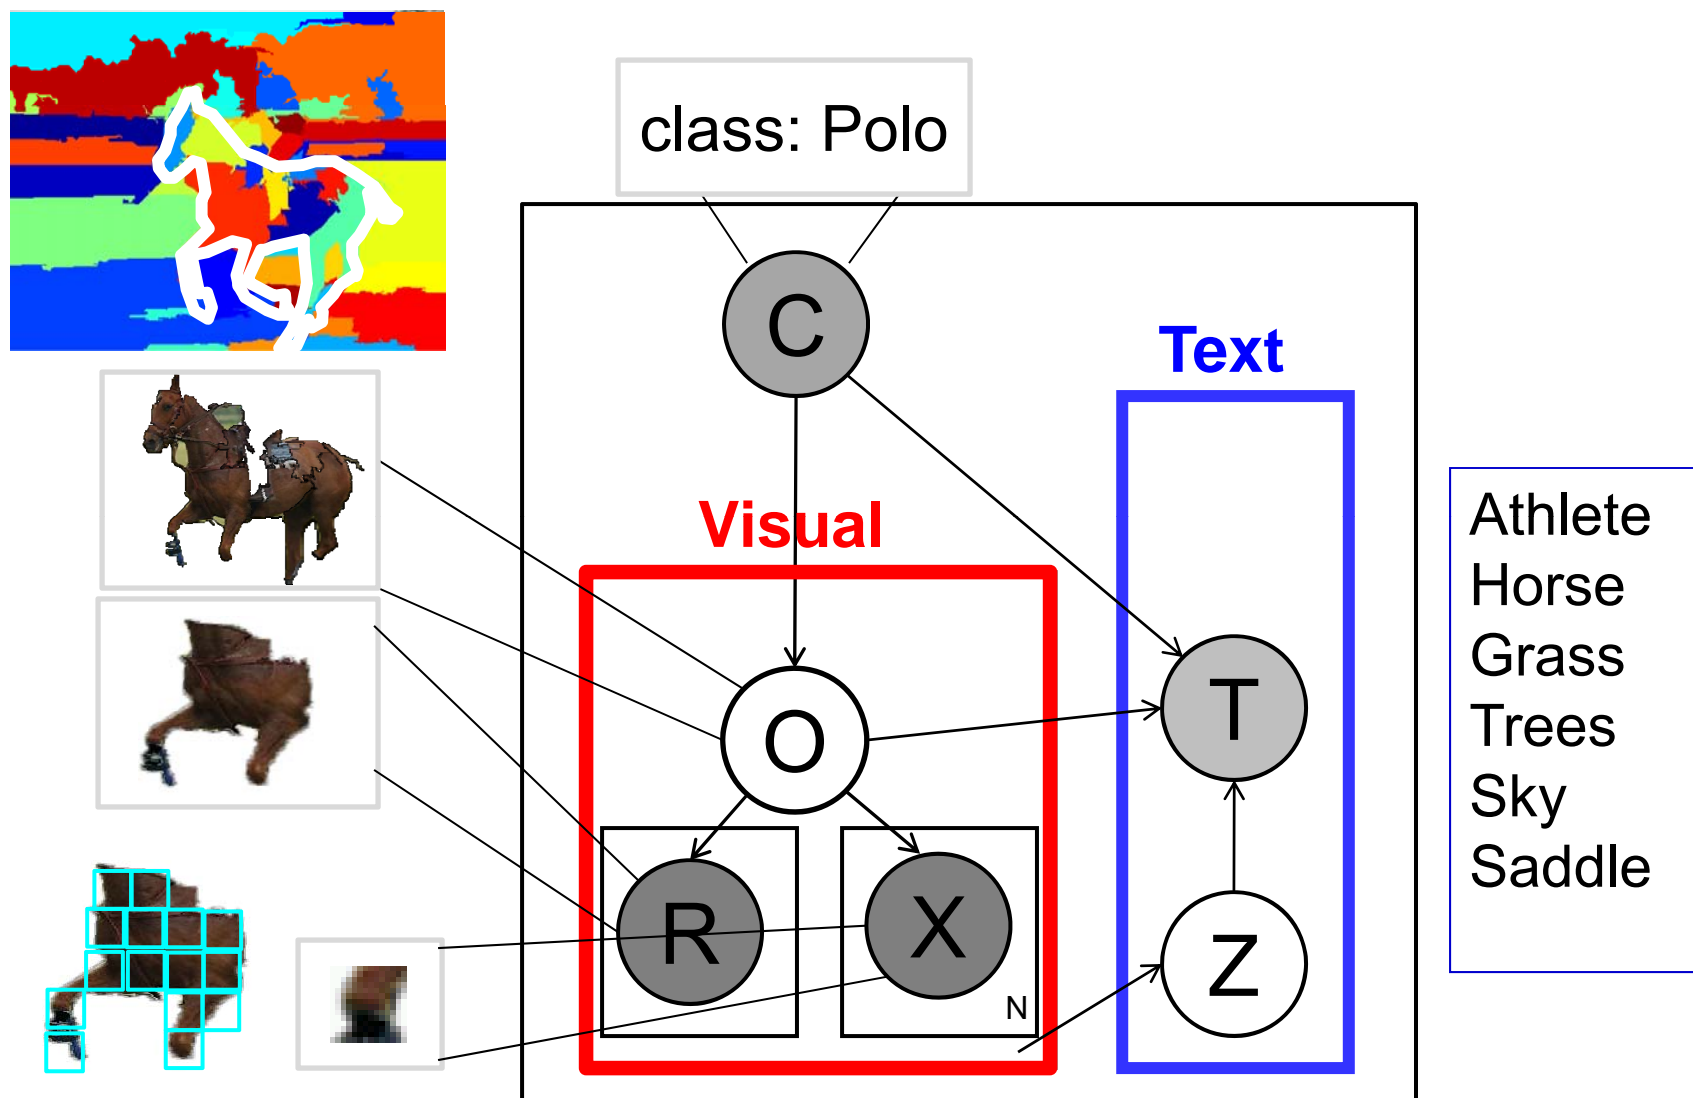 class: Polo
C
Text
Visual
Athlete
Horse
Grass
Trees
Sky
Saddle
O
T
R
X
Z
N